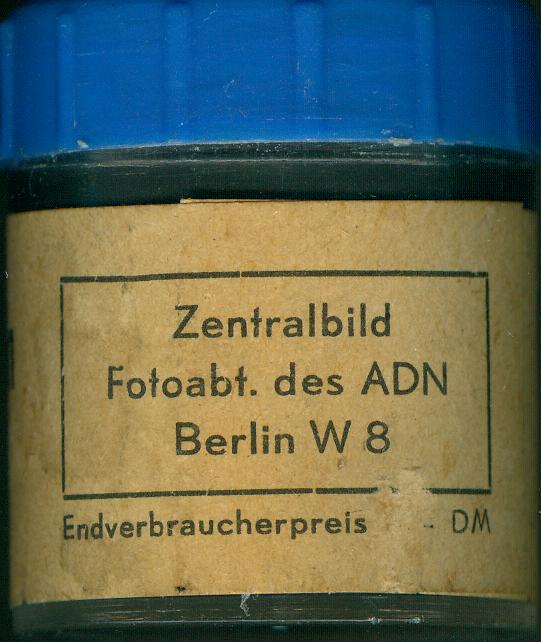 Zentralbild
Fotoabt. des ADN
Berlin W 8
Endverbraucherpreis - DM